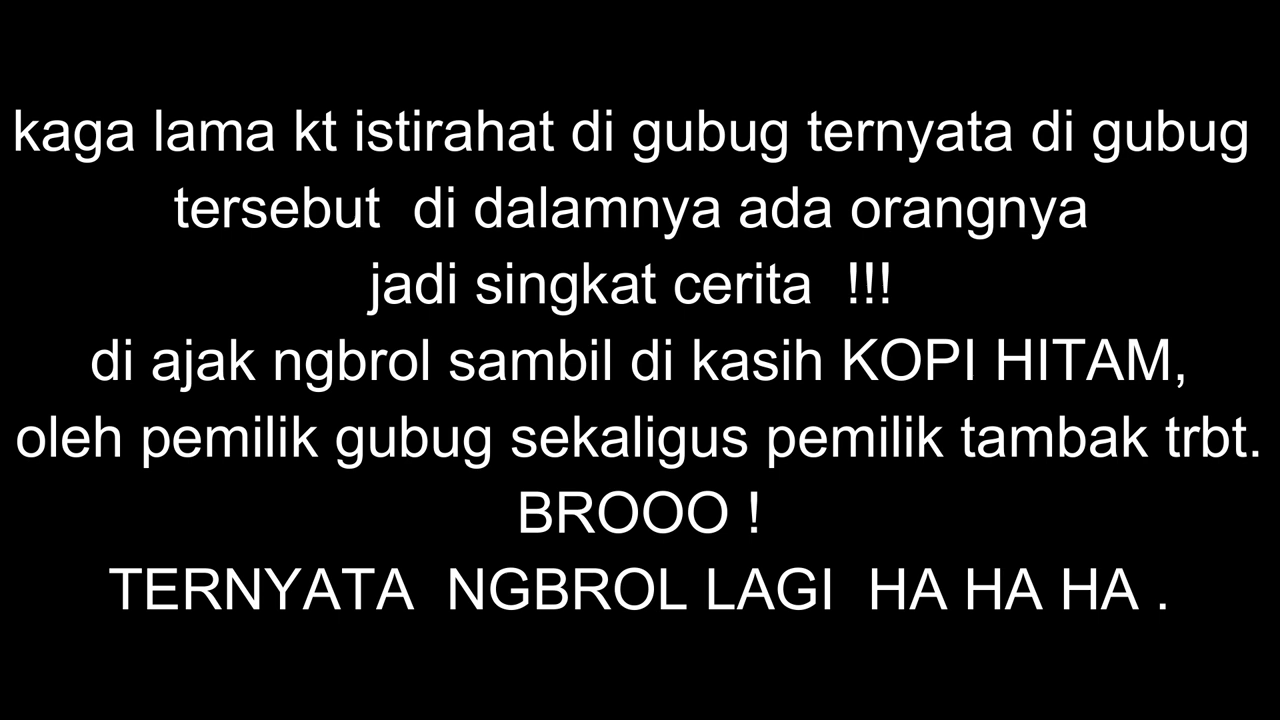 kaga lama kt istirahat di gubug ternyata di gubug
tersebut  di dalamnya ada orangnya
jadi singkat cerita  !!!
di ajak ngbrol sambil di kasih KOPI HITAM,
oleh pemilik gubug sekaligus pemilik tambak trbt.
BROOO !
TERNYATA  NGBROL LAGI  HA HA HA .